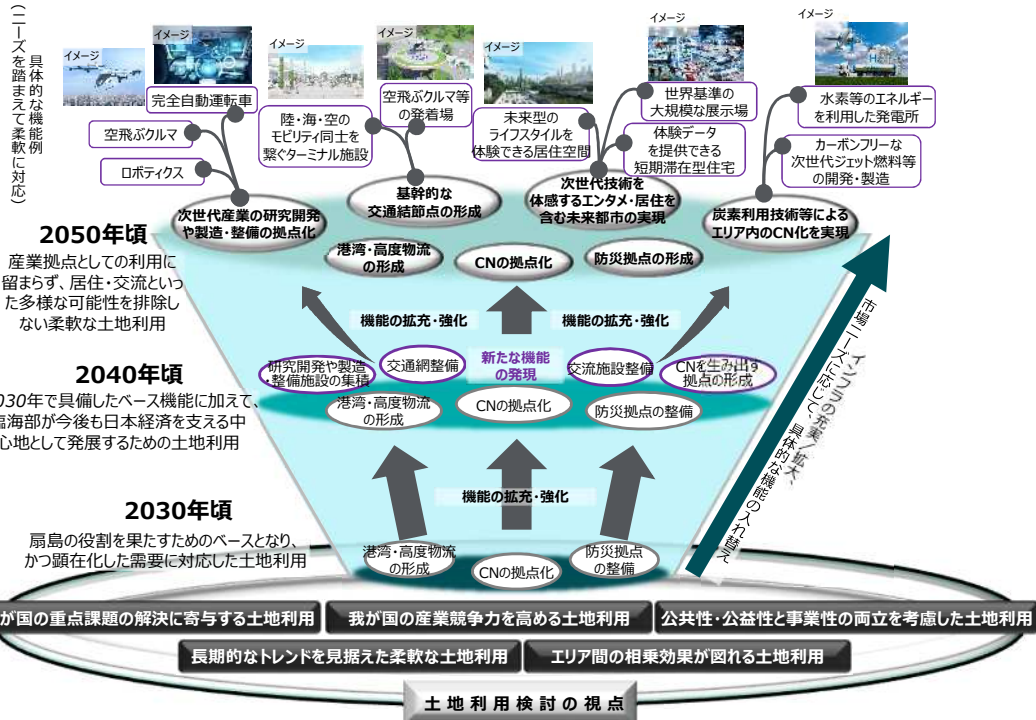 具体的な機能例
（ニーズを踏まえて柔軟に対応）
イメージ
イメージ
イメージ
イメージ
イメージ
イメージ
イメージ
完全自動運転車
空飛ぶクルマ
ロボティクス
陸・海・空の
モビリティ同士を
繋ぐターミナル施設
空飛ぶクルマ等
の発着場
未来型の
ライフスタイルを
体験できる居住空間
世界基準の
大規模な展示場
体験データ
を提供できる
短期滞在型住宅
水素等のエネルギー
を利用した発電所
カーボンフリーな
次世代ジェット燃料等
の開発・製造
次世代産業の研究開発
や製造・整備の拠点化
基幹的な
交通結節点の形成
次世代技術を
体感するエンタメ・居住を
含む未来都市の実現
炭素利用技術等による
エリア内のCN化を実現
2050年頃
産業拠点としての利用に
留まらず、居住・交流といっ
た多様な可能性を排除し
ない柔軟な土地利用
港湾・高度物流
の形成
CNの拠点化
防災拠点の形成
機能の拡充・強化
機能の拡充・強化
2040年頃
030年で具備したベース機能に加えて、
臨海部が今後も日本経済を支える中
心地として発展するための土地利用
研究開発や製造
・整備施設の集積
交通網整備
新たな機能
の発現
交流施設整備
CNを生み出す
拠点の形成
港湾・高度物流
の形成
CNの拠点化
防災拠点の整備
インフラの充実／拡大、
市場ニーズに応じて・具体的な機能の入れ替え
機能の拡充・強化
2030年頃
扇島の役割を果たすためのベースとなり、
かつ顕在化した需要に対応した土地利用
港湾・高度物流
の形成
CNの拠点化
防災拠点
の整備
が国の重点課題の解決に寄与する土地利用
我が国の産業競争力を高める土地利用
公共性・公益性と事業性の両立を考慮した土地利用
長期的なトレンドを見据えた柔軟な土地利用
エリア間の相乗効果が図れる土地利用
土地利用検討の視点